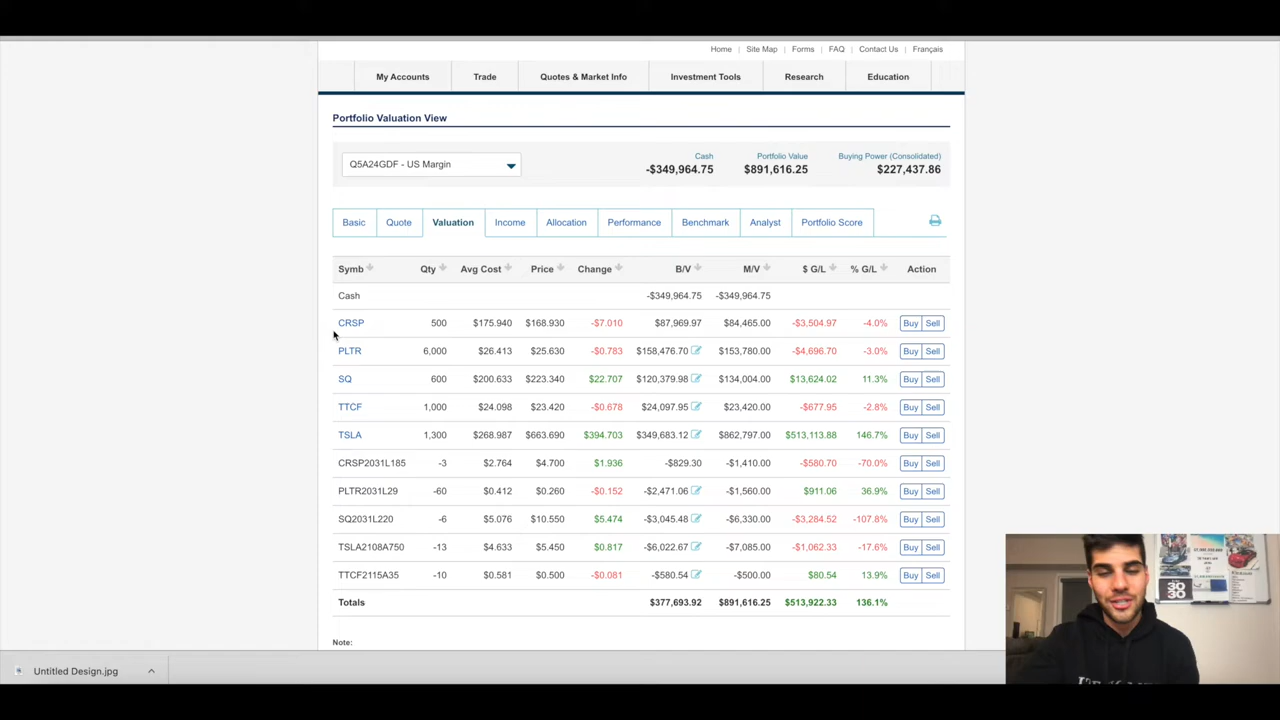 Home | Site Map | Forms | FAQ | Contact Us | Français
My Accounts Trade Quotes & Market Info Investment Tools Research Education
Portfolio Valuation View
Q5A24GDF - US Margin
Cash Portfolio Value Buying Power (Consolidated)
-$349,964.75 $891,616.25 $227,437.86
Basic Quote Valuation Income Allocation Performance Benchmark Analyst Portfolio Score
Symb Qty Avg Cost Price Change B/V M/V $ G/L % G/L Action
Cash -$349,964.75 -$349,964.75
CRSP 500 $175.940 $168.930 -$7.010 $87,969.97 $84,465.00 -$3,504.97 -4.0% Buy Sell
PLTR 6,000 $26.413 $25.630 -$0.783 $158,476.70 $153,780.00 -$4,696.70 -3.0% Buy Sell
SQ 600 $200.633 $223.340 $22.707 $120,379.98 $134,004.00 $13,624.02 11.3% Buy Sell
TTCF 1,000 $24.098 $23.420 -$0.678 $24,097.95 $23,420.00 -$677.95 -2.8% Buy Sell
TSLA 1,300 $268.987 $663.690 $394.703 $349,683.12 $862,797.00 $513,113.88 146.7% Buy Sell
CRSP2031L185 -3 $2.764 $4.700 $1.936 -$829.30 -$1,410.00 -$580.70 -70.0% Buy Sell
PLTR2031L29 -60 $0.412 $0.260 -$0.152 -$2,471.06 -$1,560.00 $911.06 36.9% Buy Sell
SQ2031L220 -6 $5.076 $10.550 $5.474 -$3,045.48 -$6,330.00 -$3,284.52 -107.8% Buy Sell
TSLA2108A750 -13 $4.633 $5.450 $0.817 -$6,022.67 -$7,085.00 -$1,062.33 -17.6% Buy Sell
TTCF2115A35 -10 $0.581 $0.500 -$0.081 -$580.54 -$500.00 $80.54 13.9% Buy Sell
Totals $377,693.92 $891,616.25 $513,922.33 136.1%
Note:
Untitled Design.jpg
30
30